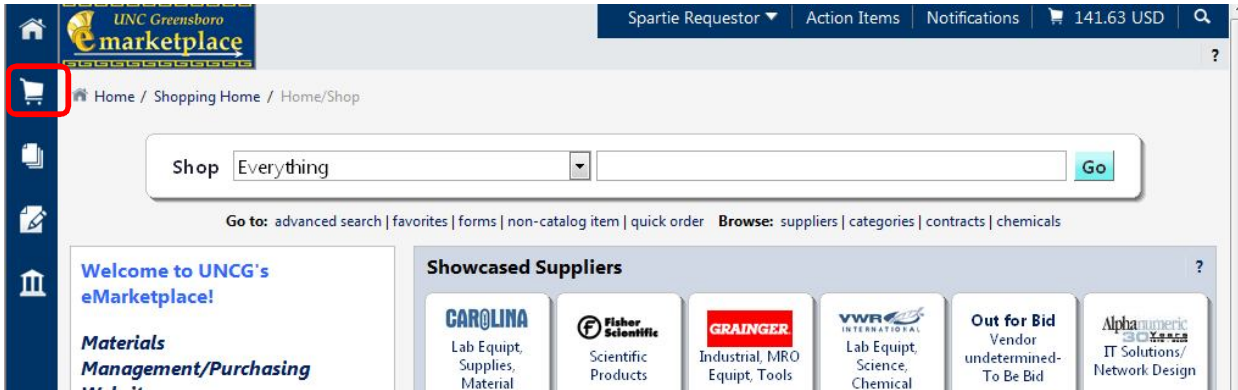 UNC Greensboro
emarketplace
Spartie Requestor ▼ Action Items Notifications 141.63 USD
?
Home / Shopping Home / Home/Shop
Shop Everything Go
Go to: advanced search | favorites | forms | non-catalog item | quick order Browse: suppliers | categories | contracts | chemicals
Welcome to UNCG's
eMarketplace!
Materials
Management/Purchasing
Showcased Suppliers ?
CAROLINA
Lab Equipt,
Supplies,
Material
Fisher
Scientific
Scientific
Products
GRAINGER
Industrial, MRO
Equipt, Tools
VWR
INTERNATIONAL
Lab Equipt,
Science,
Chemical
Out for Bid
Vendor
undetermined-
To Be Bid
Alphanumeric
30 Years
IT Solutions/
Network Design